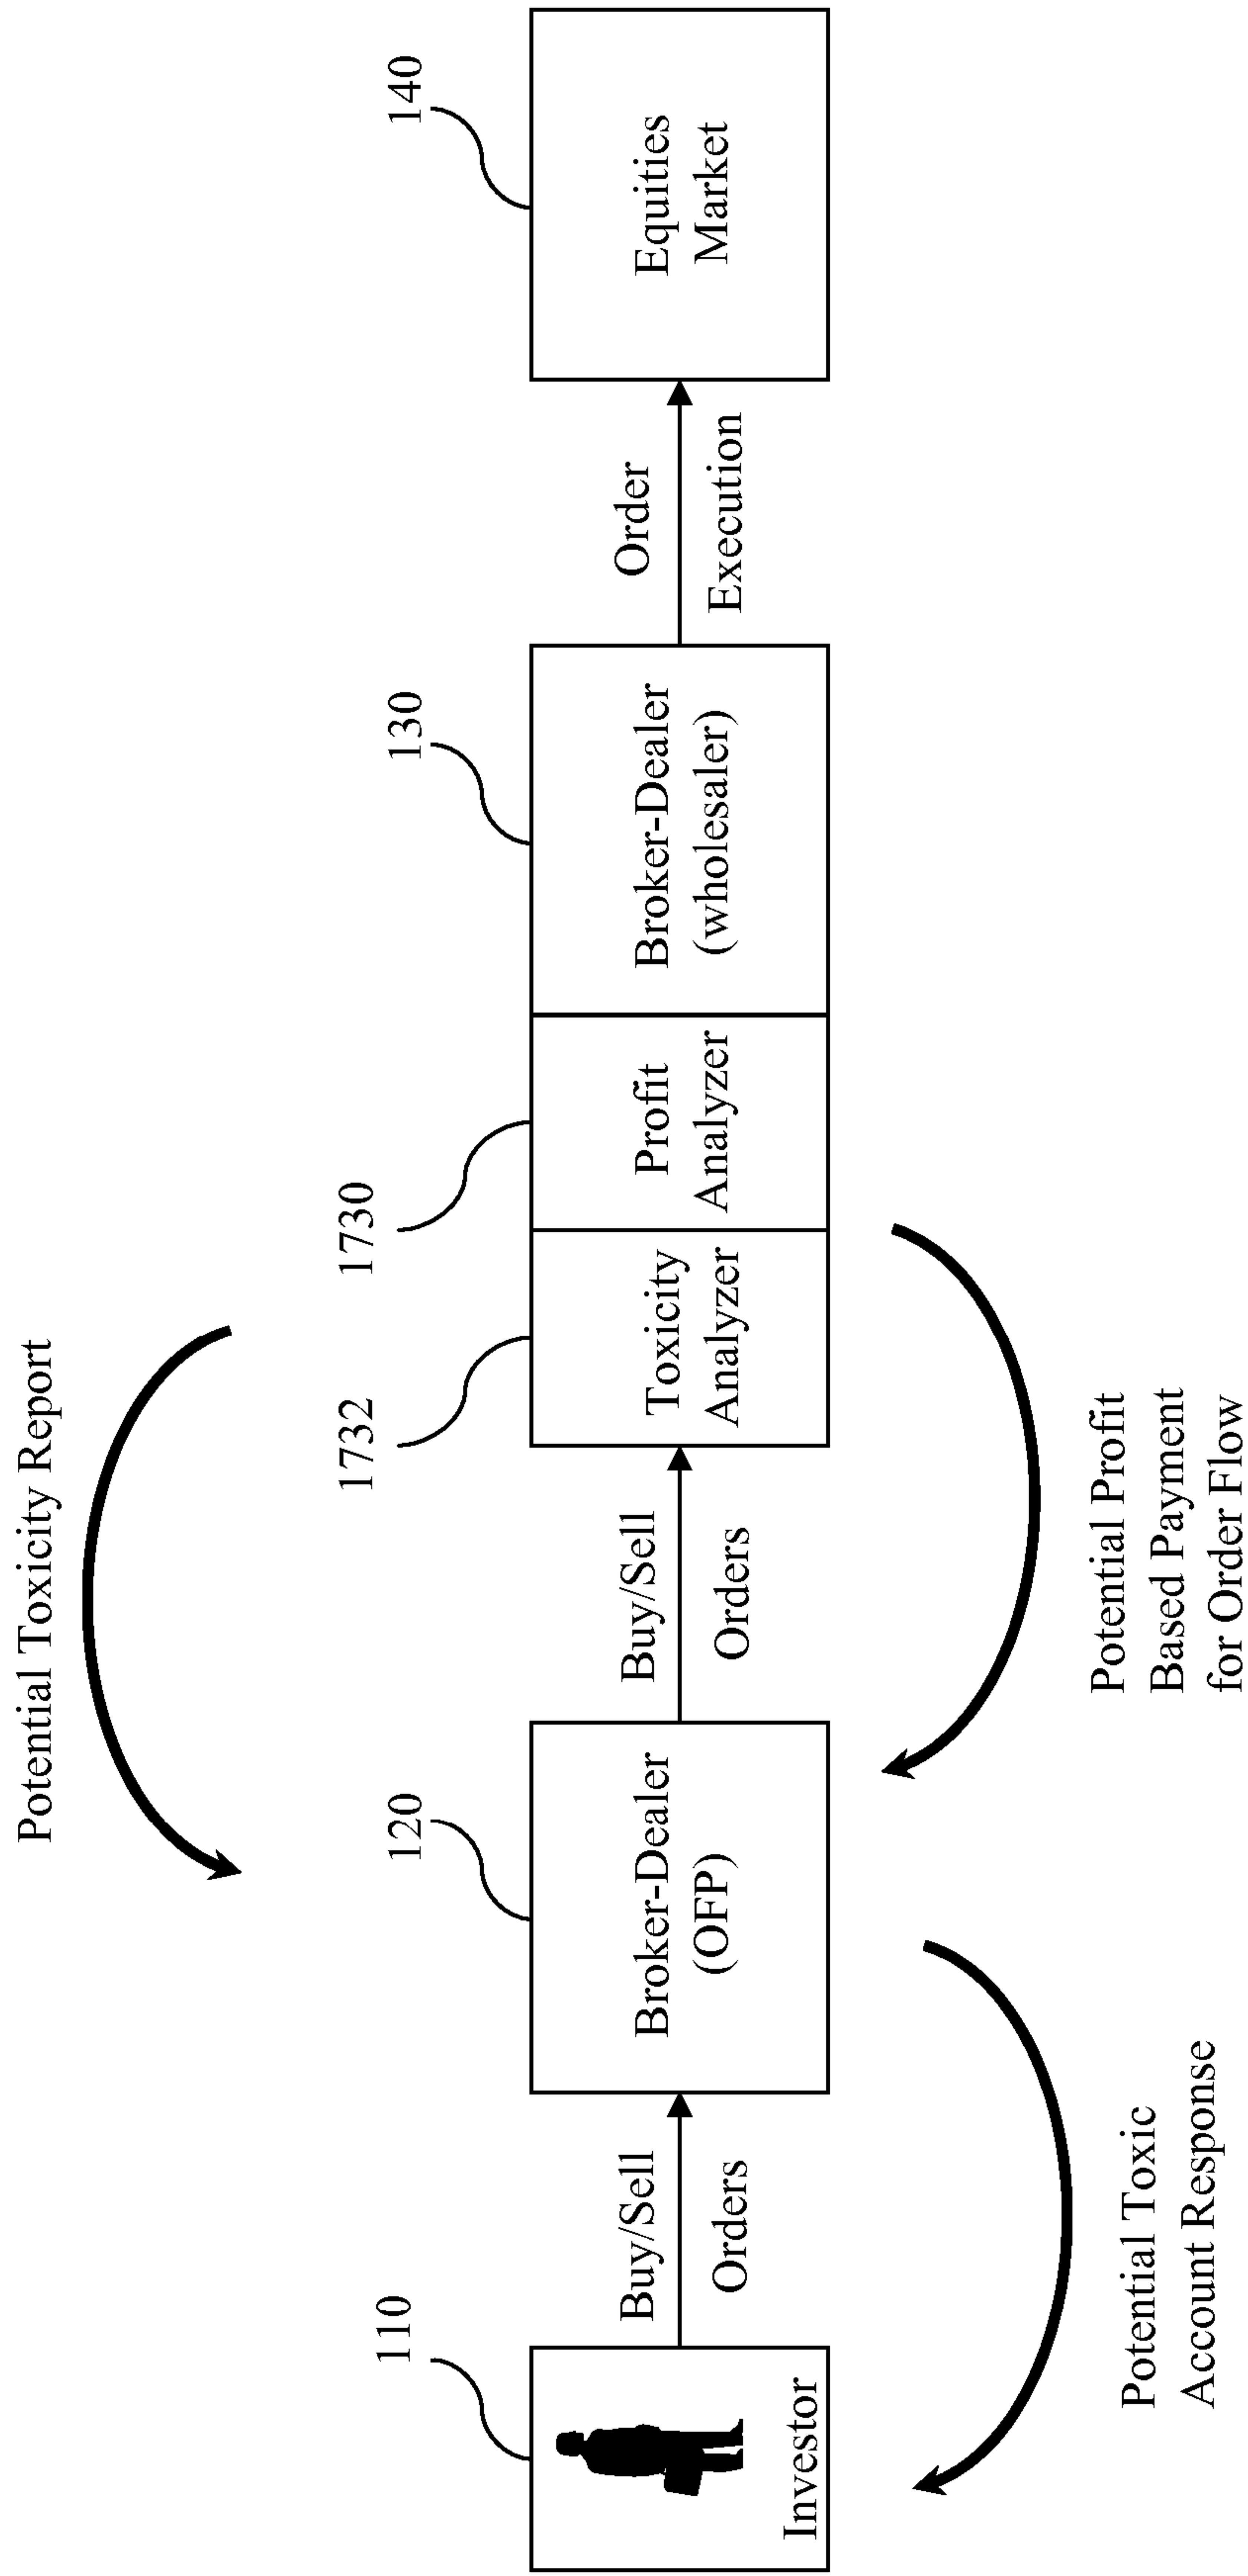 Potential Toxicity Report
110
120
1732
1730
130
140
Investor
Buy/Sell
Orders
Broker-Dealer
(OFP)
Buy/Sell
Orders
Toxicity
Analyzer
Profit
Analyzer
Broker-Dealer
(wholesaler)
Order
Execution
Equities
Market
Potential Toxic
Account Response
Potential Profit
Based Payment
for Order Flow